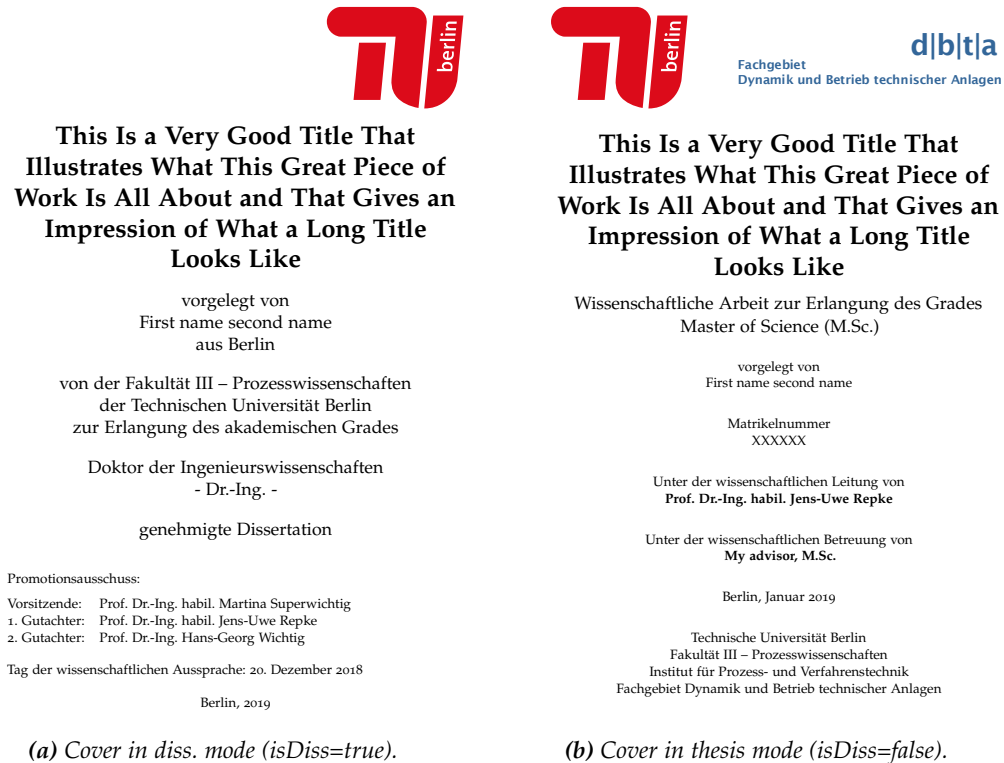 berlin
This Is a Very Good Title That
Illustrates What This Great Piece of
Work Is All About and That Gives an
Impression of What a Long Title
Looks Like
vorgelegt von
First name second name
aus Berlin
von der Fakultät III – Prozesswissenschaften
der Technischen Universität Berlin
zur Erlangung des akademischen Grades
Doktor der Ingenieurswissenschaften
- Dr.-Ing. -
genehmigte Dissertation
Promotionsausschuss:
Vorsitzende: Prof. Dr.-Ing. habil. Martina Superwichtig
1. Gutachter: Prof. Dr.-Ing. habil. Jens-Uwe Repke
2. Gutachter: Prof. Dr.-Ing. Hans-Georg Wichtig
Tag der wissenschaftlichen Aussprache: 20. Dezember 2018
Berlin, 2019
(a) Cover in diss. mode (isDiss=true).
berlin
d|b|t|a
Fachgebiet
Dynamik und Betrieb technischer Anlagen
This Is a Very Good Title That
Illustrates What This Great Piece of
Work Is All About and That Gives an
Impression of What a Long Title
Looks Like
Wissenschaftliche Arbeit zur Erlangung des Grades
Master of Science (M.Sc.)
vorgelegt von
First name second name
Matrikelnummer
XXXXXX
Unter der wissenschaftlichen Leitung von
Prof. Dr.-Ing. habil. Jens-Uwe Repke
Unter der wissenschaftlichen Betreuung von
My advisor, M.Sc.
Berlin, Januar 2019
Technische Universität Berlin
Fakultät III – Prozesswissenschaften
Institut für Prozess- und Verfahrenstechnik
Fachgebiet Dynamik und Betrieb technischer Anlagen
(b) Cover in thesis mode (isDiss=false).